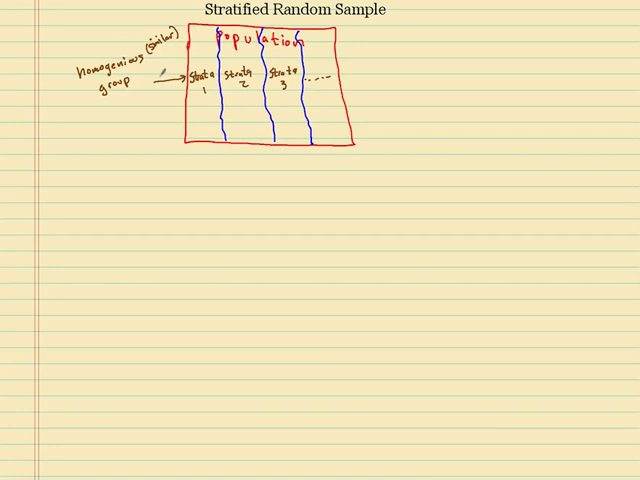 Stratified Random Sample
population
homogenious (similar)
group
strata
1
strata
2
strata
3
.....